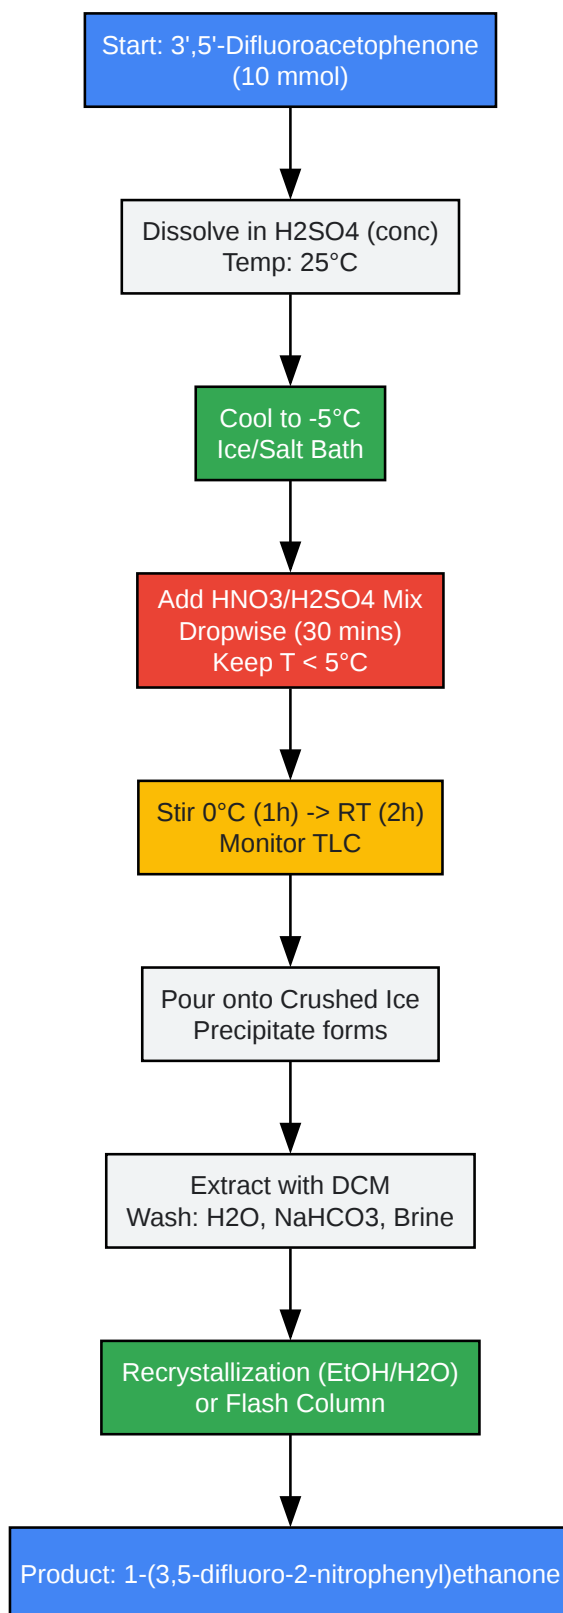 Start: 3',5'-Difluoroacetophenone
(10 mmol)
Dissolve in H2SO4 (conc)
Temp: 25°C
Cool to -5°C
Ice/Salt Bath
Add HNO3/H2SO4 Mix
Dropwise (30 mins)
Keep T < 5°C
Stir 0°C (1h) -> RT (2h)
Monitor TLC
Pour onto Crushed Ice
Precipitate forms
Extract with DCM
Wash: H2O, NaHCO3, Brine
Recrystallization (EtOH/H2O)
or Flash Column
Product: 1-(3,5-difluoro-2-nitrophenyl)ethanone